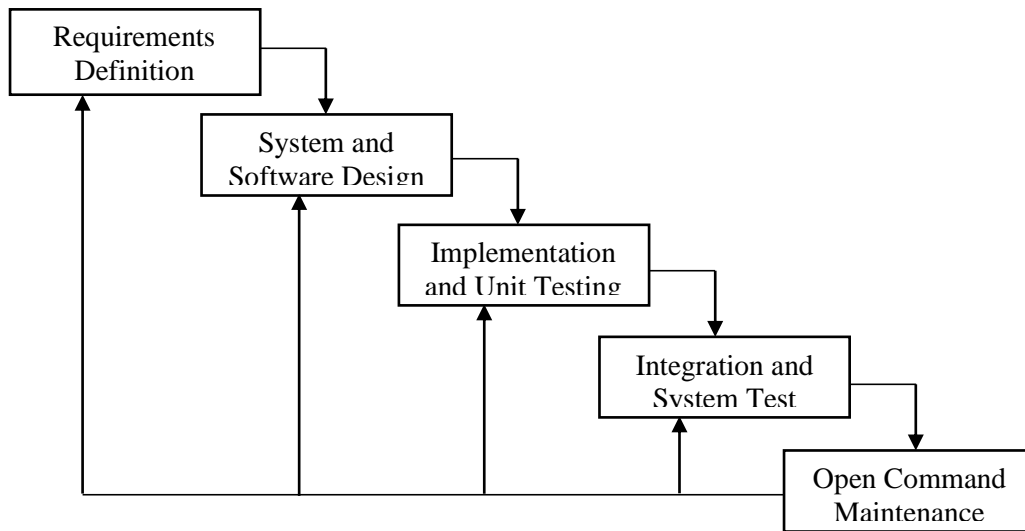 Requirements
Definition
System and
Software Design
Implementation
and Unit Testing
Integration and
System Test
Open Command
Maintenance